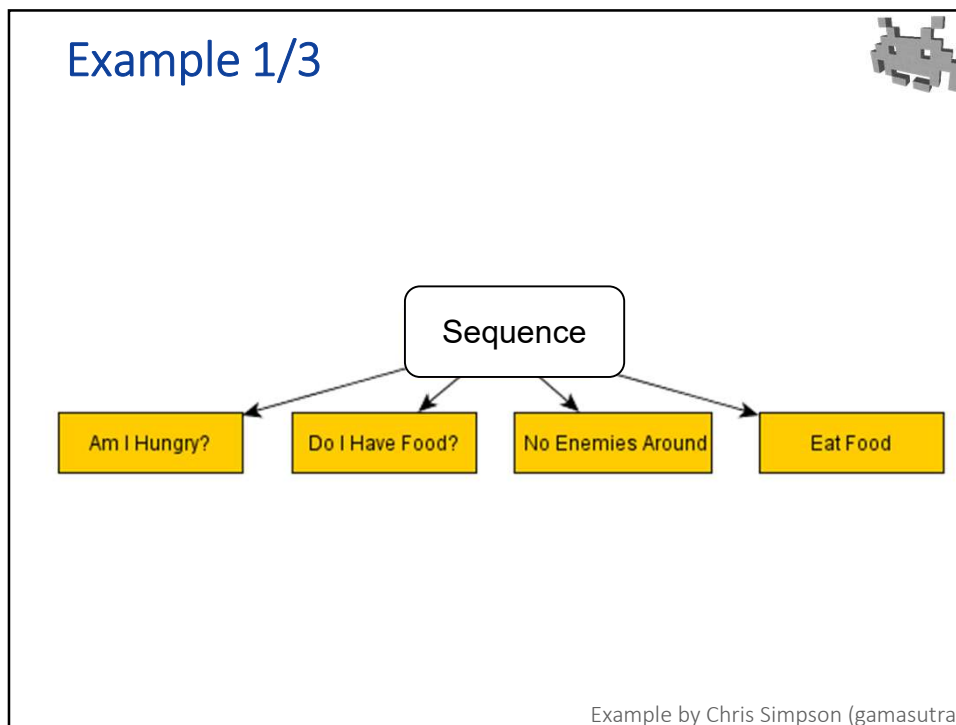 Example 1/3
Sequence
Am I Hungry?
Do I Have Food?
No Enemies Around
Eat Food
Example by Chris Simpson (gamasutra